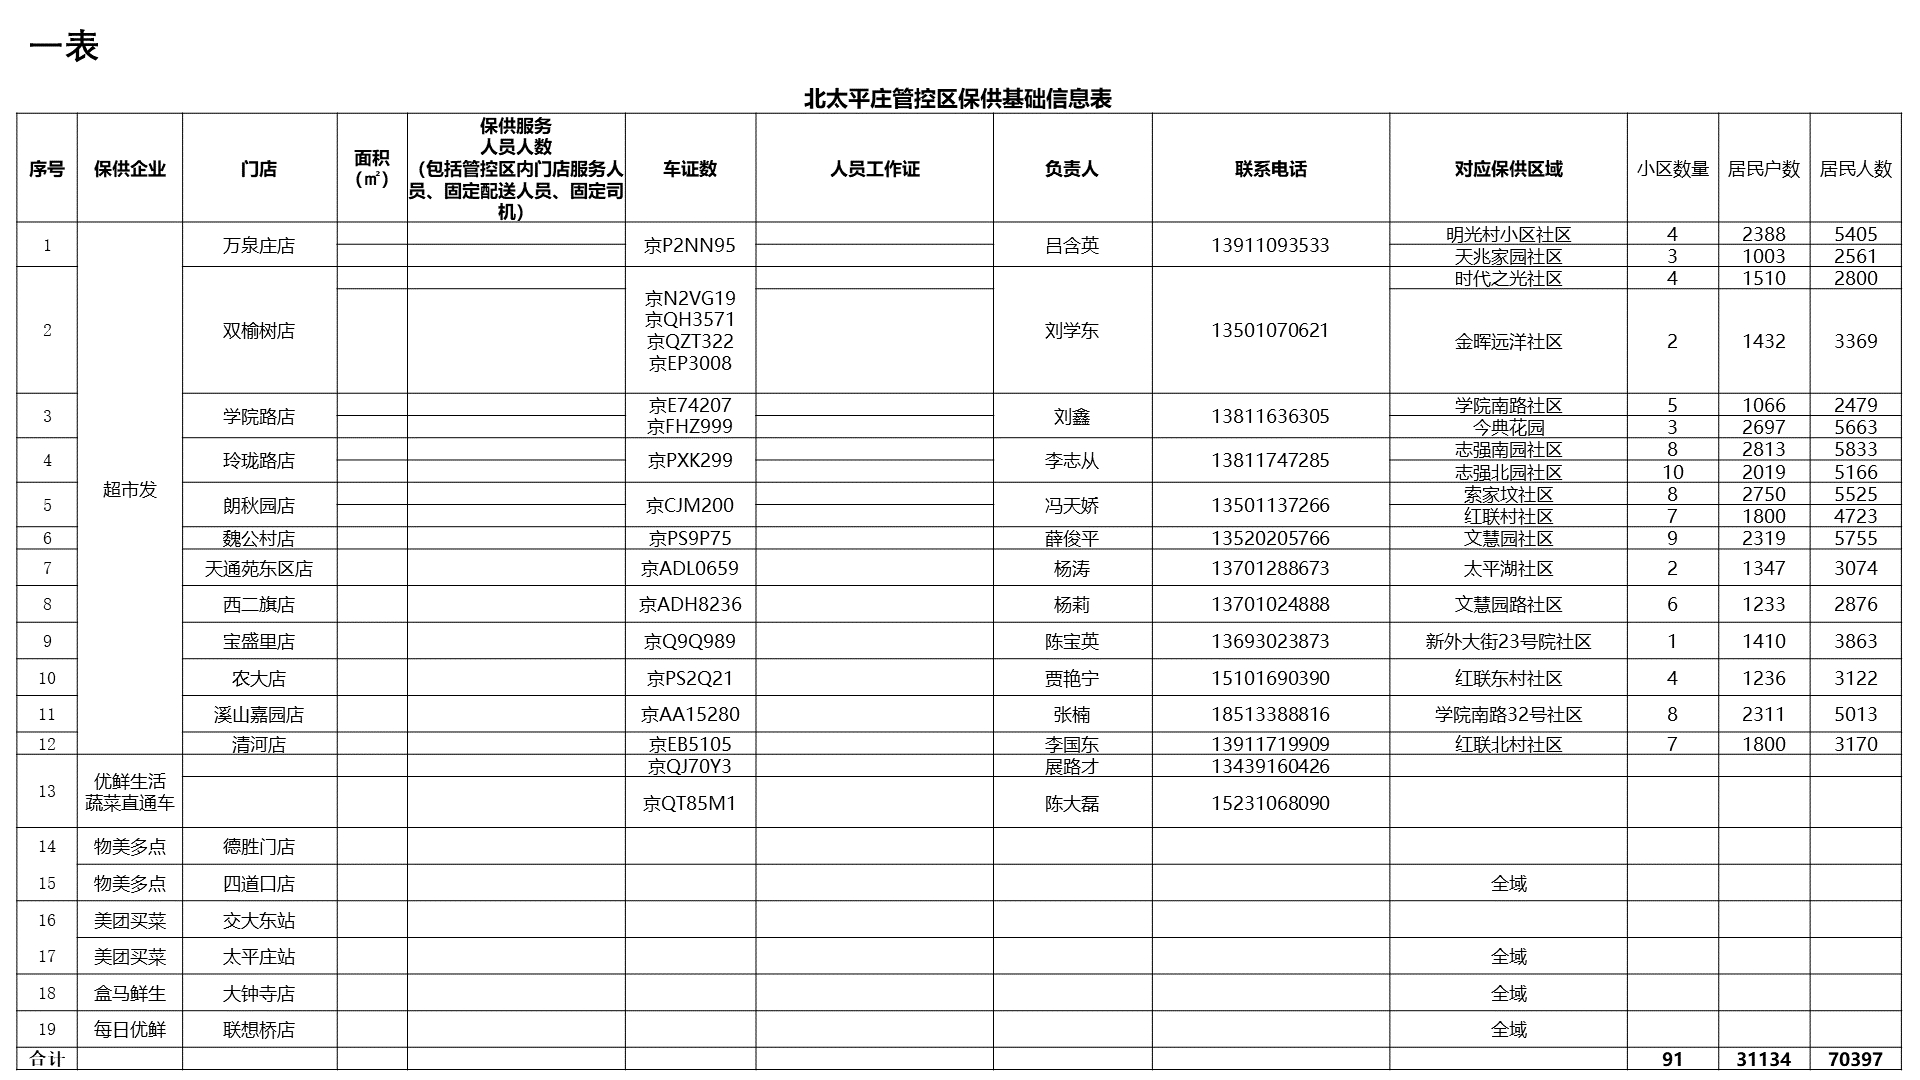 一表
北太平庄管控区保供基础信息表
序号 保供企业 门店 面积(㎡) 保供服务人员人数（包括管控区内门店服务人员、固定配送人员、固定司机） 车证数 人员工作证 负责人 联系电话 对应保供区域 小区数量 居民户数 居民人数
超市发
1 万泉庄店 京P2NN95 吕含英 13911093533 明光村小区社区 4 2388 5405
天兆家园社区 3 1003 2561
2 双榆树店 京N2VG19 京QH3571 京QZT322 京EP3008 刘学东 13501070621 时代之光社区 4 1510 2800
金晖远洋社区 2 1432 3369
3 学院路店 京E74207 京FHZ999 刘鑫 13811636305 学院南路社区 5 1066 2479
今典花园 3 2697 5663
4 玲珑路店 京PXK299 李志从 13811747285 志强南园社区 8 2813 5833
志强北园社区 10 2019 5166
5 朗秋园店 京CJM200 冯天娇 13501137266 索家坟社区 8 2750 5525
红联村社区 7 1800 4723
6 魏公村店 京PS9P75 薛俊平 13520205766 文慧园社区 9 2319 5755
7 天通苑东区店 京ADL0659 杨涛 13701288673 太平湖社区 2 1347 3074
8 西二旗店 京ADH8236 杨莉 13701024888 文慧园路社区 6 1233 2876
9 宝盛里店 京Q9Q989 陈宝英 13693023873 新外大街23号院社区 1 1410 3863
10 农大店 京PS2Q21 贾艳宁 15101690390 红联东村社区 4 1236 3122
11 溪山嘉园店 京AA15280 张楠 18513388816 学院南路32号社区 8 2311 5013
12 清河店 京EB5105 李国东 13911719909 红联北村社区 7 1800 3170
13 优鲜生活蔬菜直通车 京QJ70Y3 展路才 13439160426
京QT85M1 陈大磊 15231068090
14 物美多点 德胜门店
15 物美多点 四道口店 全域
16 美团买菜 交大东站
17 美团买菜 太平庄站 全域
18 盒马鲜生 大钟寺店 全域
19 每日优鲜 联想桥店 全域
合计 91 31134 70397